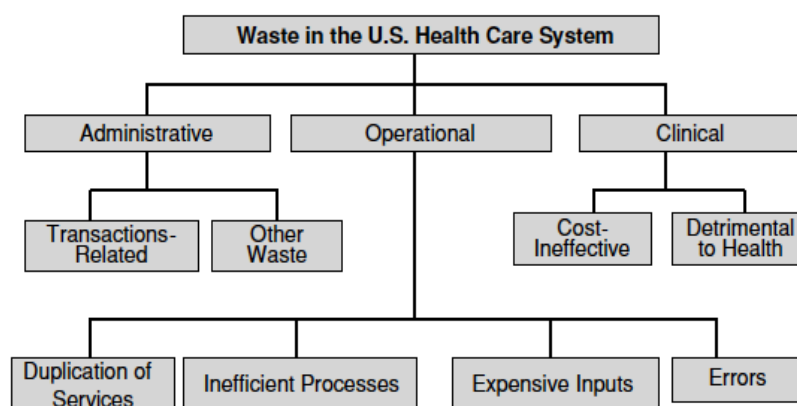 Waste in the U.S. Health Care System
Administrative
Operational
Clinical
Transactions-
Related
Other
Waste
Cost-
Ineffective
Detrimental
to Health
Duplication of
Services
Inefficient Processes
Expensive Inputs
Errors